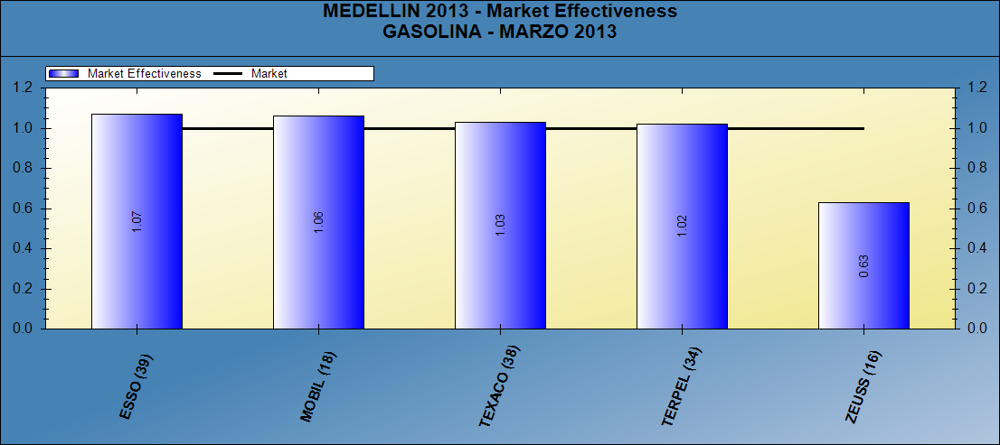 MEDELLIN 2013 - Market Effectiveness
GASOLINA - MARZO 2013
Market Effectiveness Market
1.2 1.2
1.0 1.0
0.8 0.8
0.6 0.6
0.4 0.4
0.2 0.2
0.0 0.0
1.07 1.06 1.03 1.02 0.63
ESSO (39) MOBIL (18) TEXACO (38) TERPEL (34) ZEUSS (16)